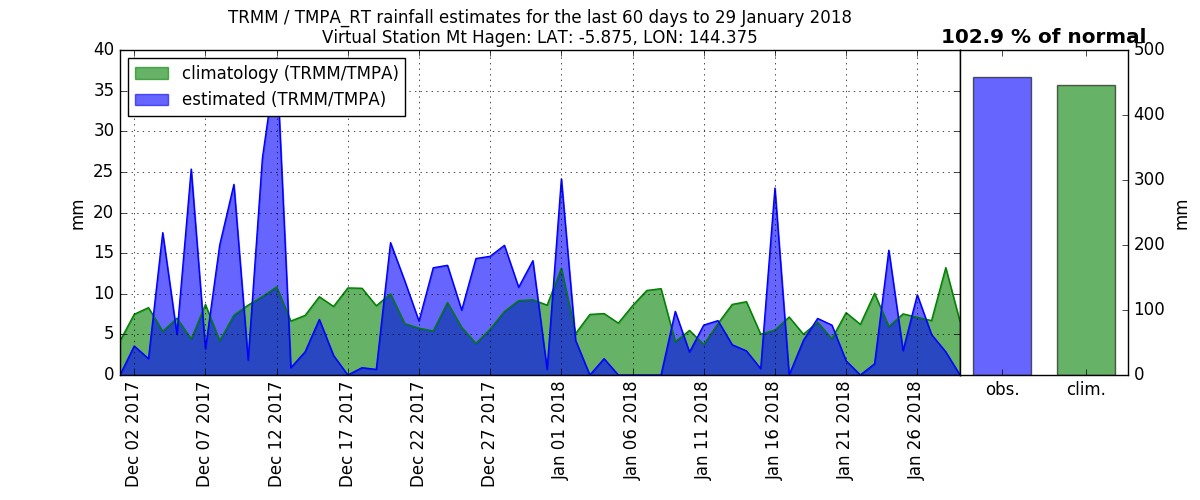 TRMM / TMPA_RT rainfall estimates for the last 60 days to 29 January 2018
Virtual Station Mt Hagen: LAT: -5.875, LON: 144.375
102.9 % of normal
climatology (TRMM/TMPA)
estimated (TRMM/TMPA)
mm
40
35
30
25
20
15
10
5
0
Dec 02 2017
Dec 07 2017
Dec 12 2017
Dec 17 2017
Dec 22 2017
Dec 27 2017
Jan 01 2018
Jan 06 2018
Jan 11 2018
Jan 16 2018
Jan 21 2018
Jan 26 2018
500
400
300
200
100
0
mm
obs.
clim.